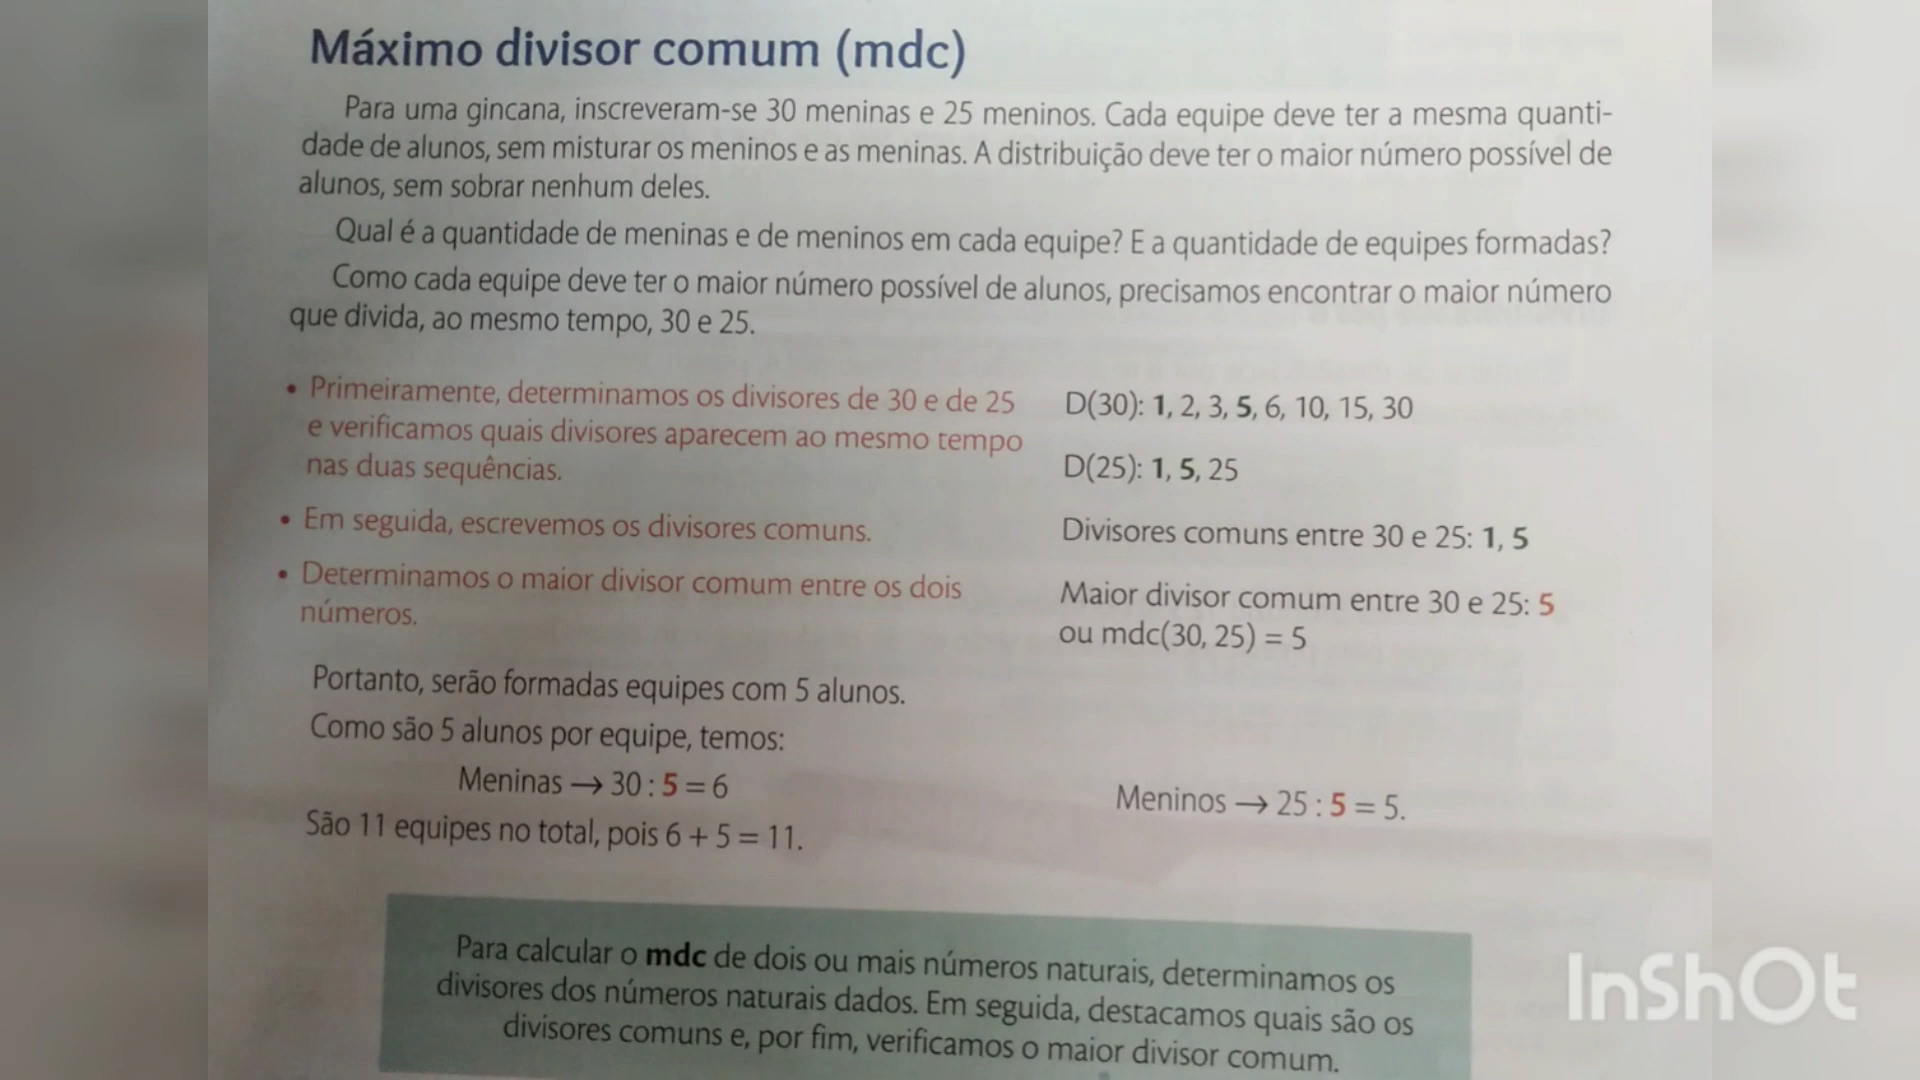 Máximo divisor comum (mdc)
Para uma gincana, inscreveram-se 30 meninas e 25 meninos. Cada equipe deve ter a mesma quanti-
dade de alunos, sem misturar os meninos e as meninas. A distribuição deve ter o maior número possível de
alunos, sem sobrar nenhum deles.
Qual é a quantidade de meninas e de meninos em cada equipe? E a quantidade de equipes formadas?
Como cada equipe deve ter o maior número possível de alunos, precisamos encontrar o maior número
que divida, ao mesmo tempo, 30 e 25.
• Primeiramente, determinamos os divisores de 30 e de 25
e verificamos quais divisores aparecem ao mesmo tempo
nas duas sequências.
D(30): 1, 2, 3, 5, 6, 10, 15, 30
D(25): 1, 5, 25
• Em seguida, escrevemos os divisores comuns.
Divisores comuns entre 30 e 25: 1, 5
• Determinamos o maior divisor comum entre os dois
números.
Maior divisor comum entre 30 e 25: 5
ou mdc(30, 25) = 5
Portanto, serão formadas equipes com 5 alunos.
Como são 5 alunos por equipe, temos:
Meninas → 30 : 5 = 6
Meninos → 25 : 5 = 5.
São 11 equipes no total, pois 6 + 5 = 11.
Para calcular o mdc de dois ou mais números naturais, determinamos os
divisores dos números naturais dados. Em seguida, destacamos quais são os
divisores comuns e, por fim, verificamos o maior divisor comum.
InShOt